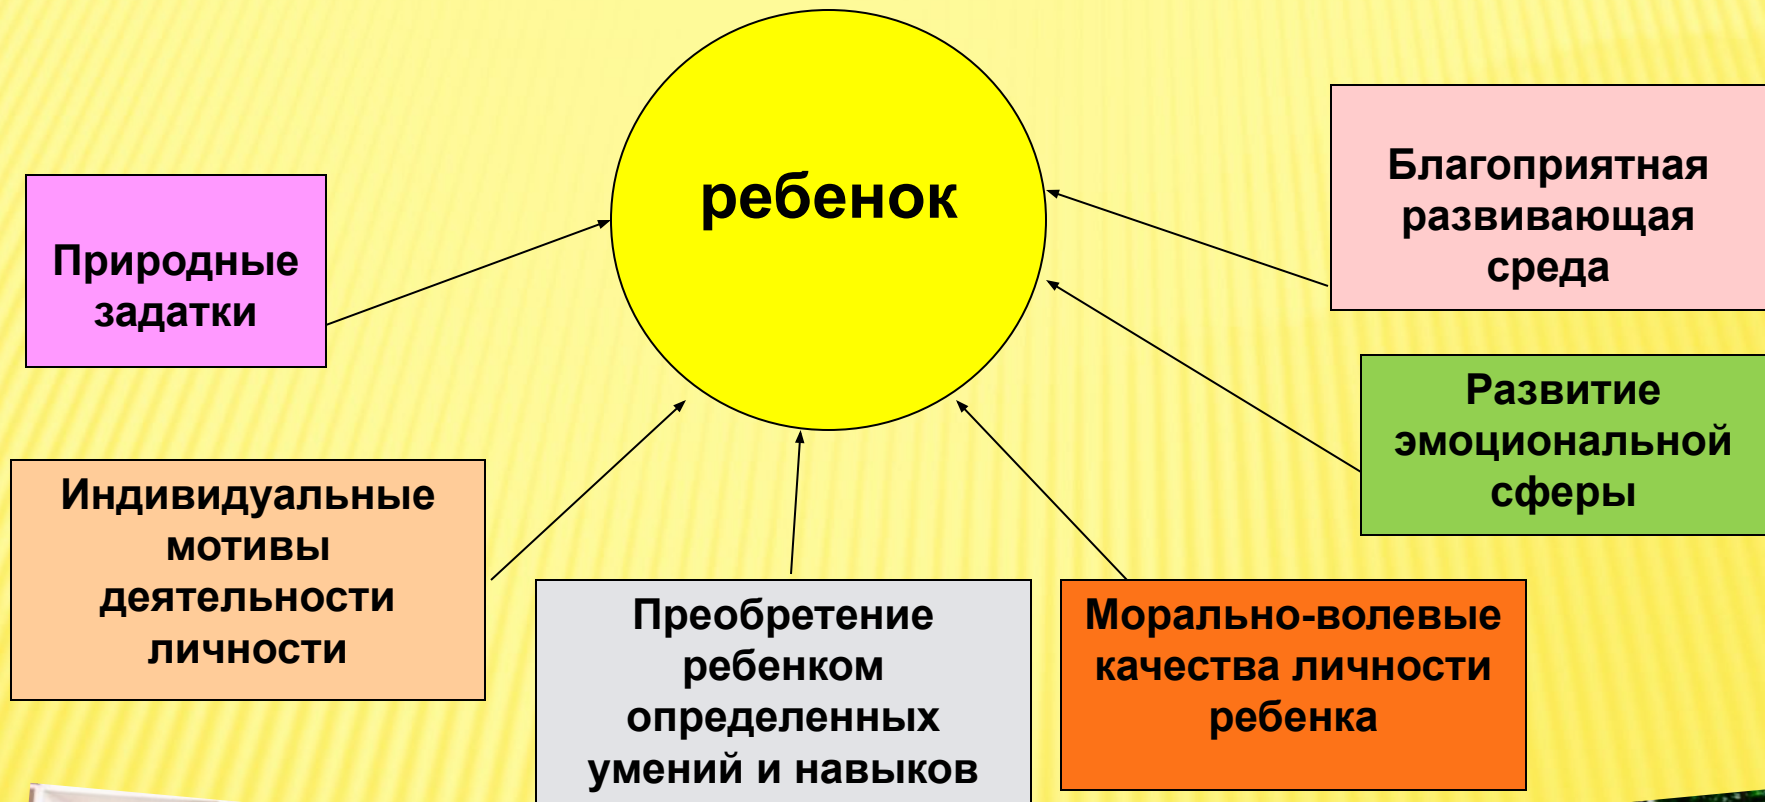 ребенок
Природные
задатки
Индивидуальные
мотивы
деятельности
личности
Преобретение
ребенком
определенных
умений и навыков
Морально-волевые
качества личности
ребенка
Развитие
эмоциональной
сферы
Благоприятная
развивающая
среда